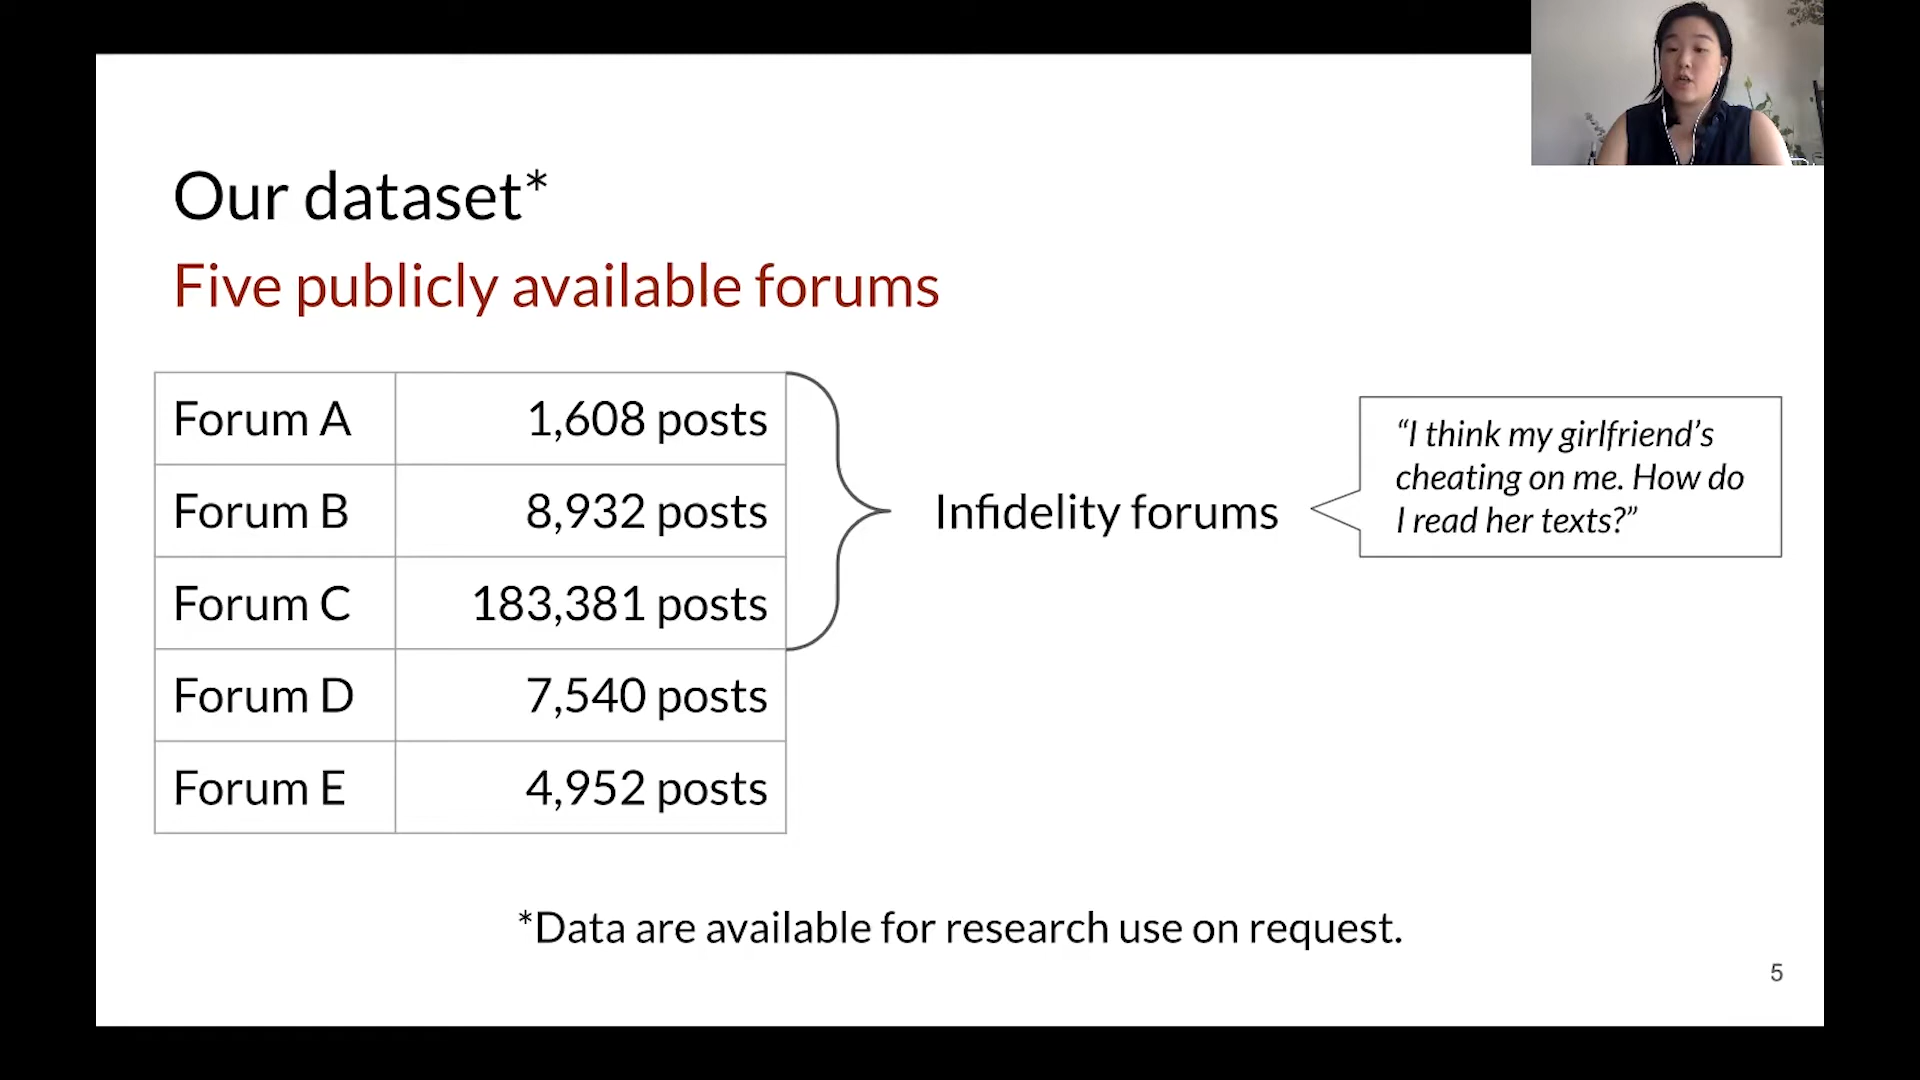 Our dataset*
Five publicly available forums
Forum A 1,608 posts
Forum B 8,932 posts
Forum C 183,381 posts
Forum D 7,540 posts
Forum E 4,952 posts
Infidelity forums
“I think my girlfriend’s
cheating on me. How do
I read her texts?”
*Data are available for research use on request.
5